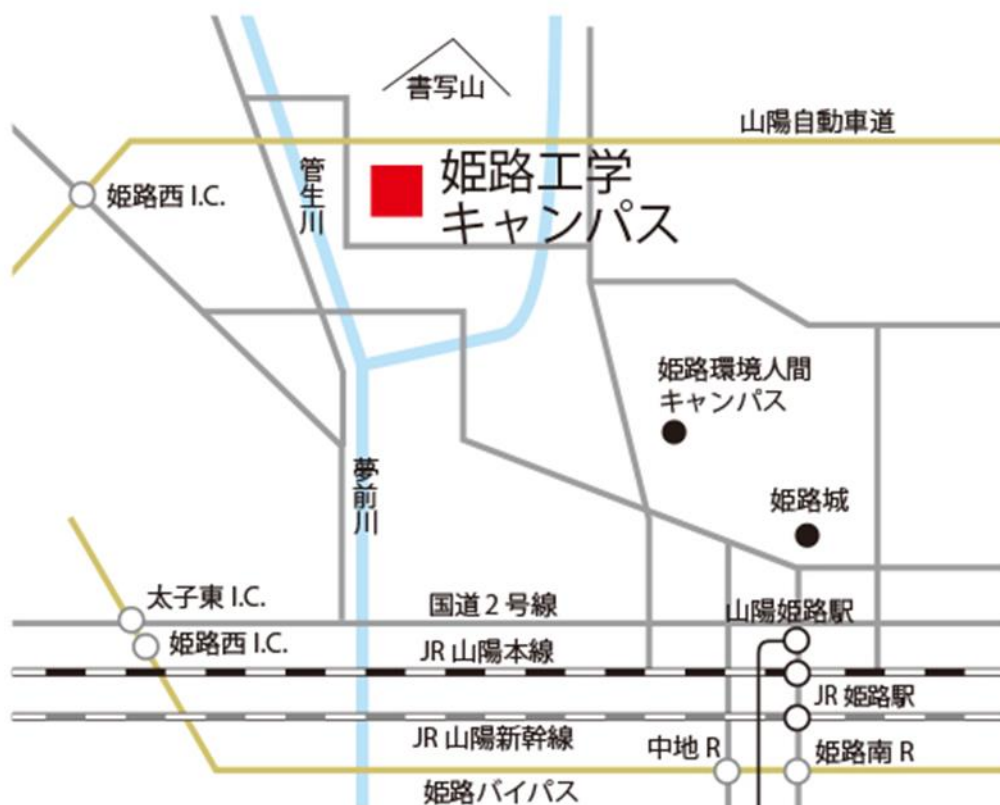 書写山
山陽自動車道
姫路工学
キャンパス
管生川
姫路西 I.C.
姫路環境人間
キャンパス
夢前川
姫路城
太子東 I.C.
国道2号線
山陽姫路駅
姫路西 I.C.
JR 山陽本線
JR 姫路駅
JR 山陽新幹線
中地 R
姫路南 R
姫路バイパス